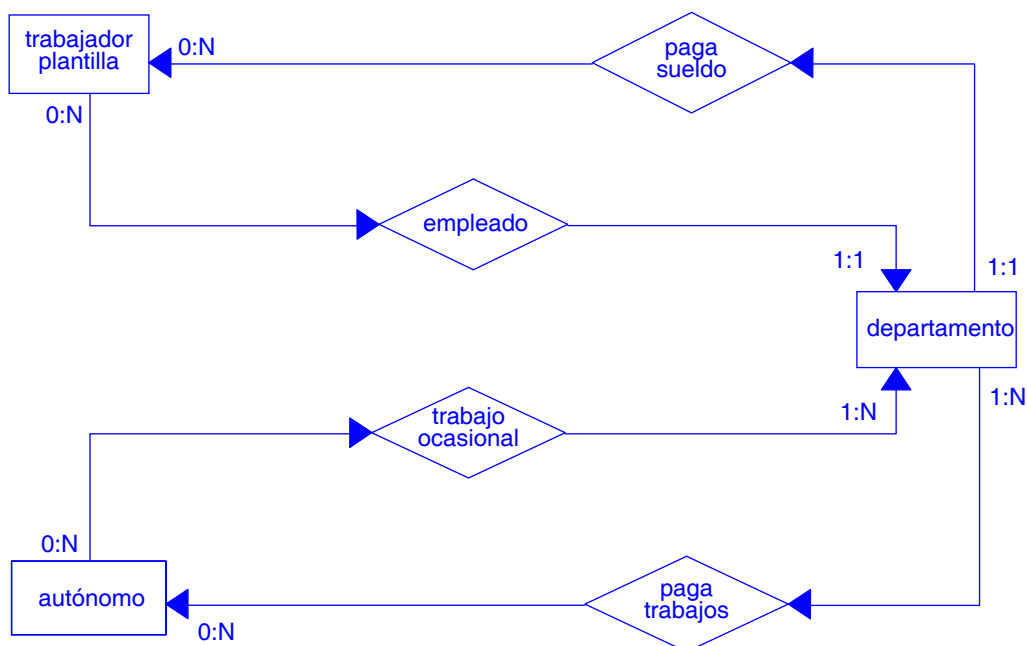 trabajador
plantilla
0:N
paga
sueldo
0:N
empleado
1:1
1:1
departamento
trabajo
ocasional
1:N
1:N
0:N
autónomo
0:N
paga
trabajos